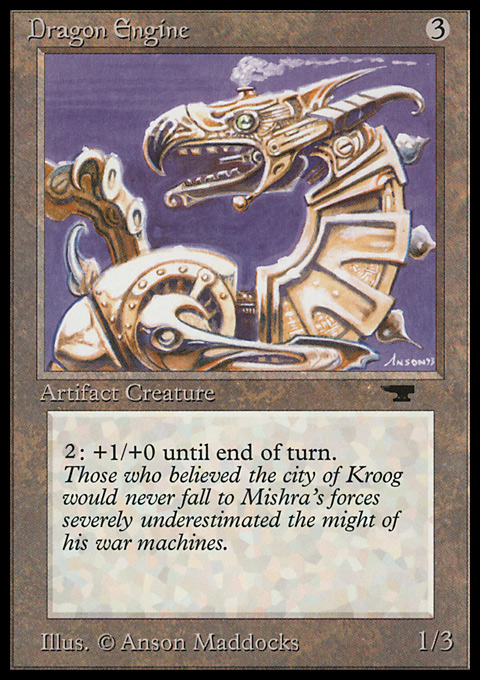 Dragon Engine 3
ANSON93
Artifact Creature
2: +1/+0 until end of turn.
Those who believed the city of Kroog
would never fall to Mishra's forces
severely underestimated the might of
his war machines.
Illus. © Anson Maddocks 1/3